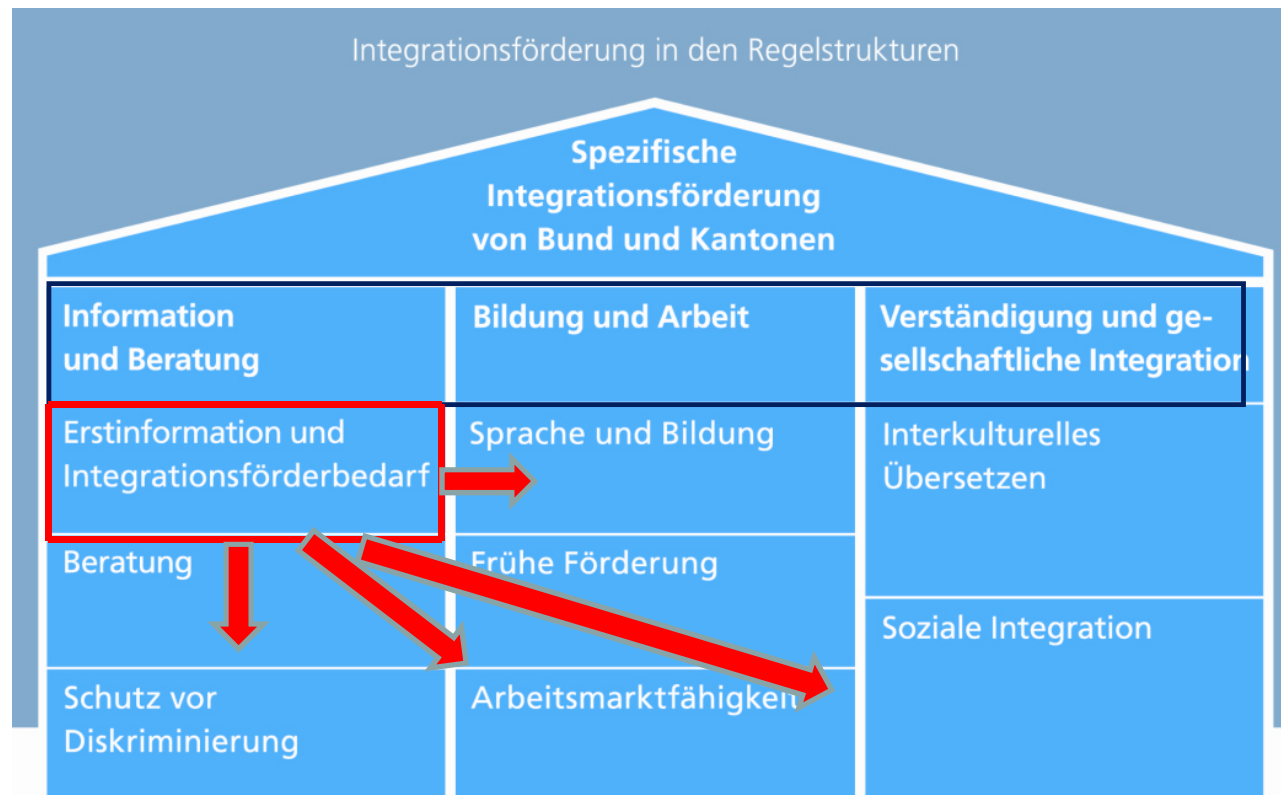 Integrationsförderung in den Regelstrukturen
Spezifische
Integrationsförderung
von Bund und Kantonen
Information
und Beratung
Erstinformation und
Integrationsförderbedarf
Beratung
Schutz vor
Diskriminierung
Bildung und Arbeit
Sprache und Bildung
Frühe Förderung
Arbeitsmarktfähigkeit
Verständigung und ge-
sellschaftliche Integration
Interkulturelles
Übersetzen
Soziale Integration